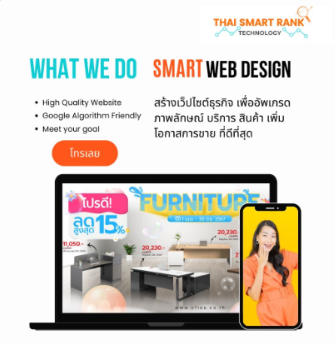 THAI SMART RANK
TECHNOLOGY
WHAT WE DO
SMART WEB DESIGN
High Quality Website
Google Algorithm Friendly
Meet your goal
สร้างเว็ปไซต์ธุรกิจ เพื่ออัพเกรด
ภาพลักษณ์ บริการ สินค้า เพิ่ม
โอกาสการขาย ที่ดีที่สุด
โทรเลย
โปรดี!
ลด
สูงสุด 15%
FURNITURE
11,050.-
20,230.-
20,230.-